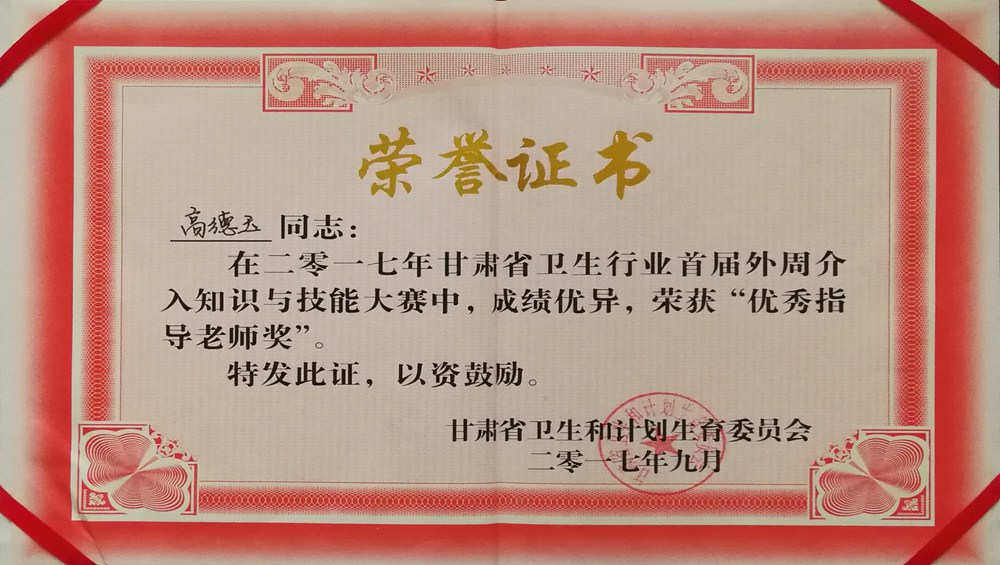 荣誉证书
高德玉同志：
在二零一七年甘肃省卫生行业首届外周介
入知识与技能大赛中，成绩优异，荣获“优秀指
导老师奖”。
特发此证，以资鼓励。
甘肃省卫生和计划生育委员会
二零一七年九月